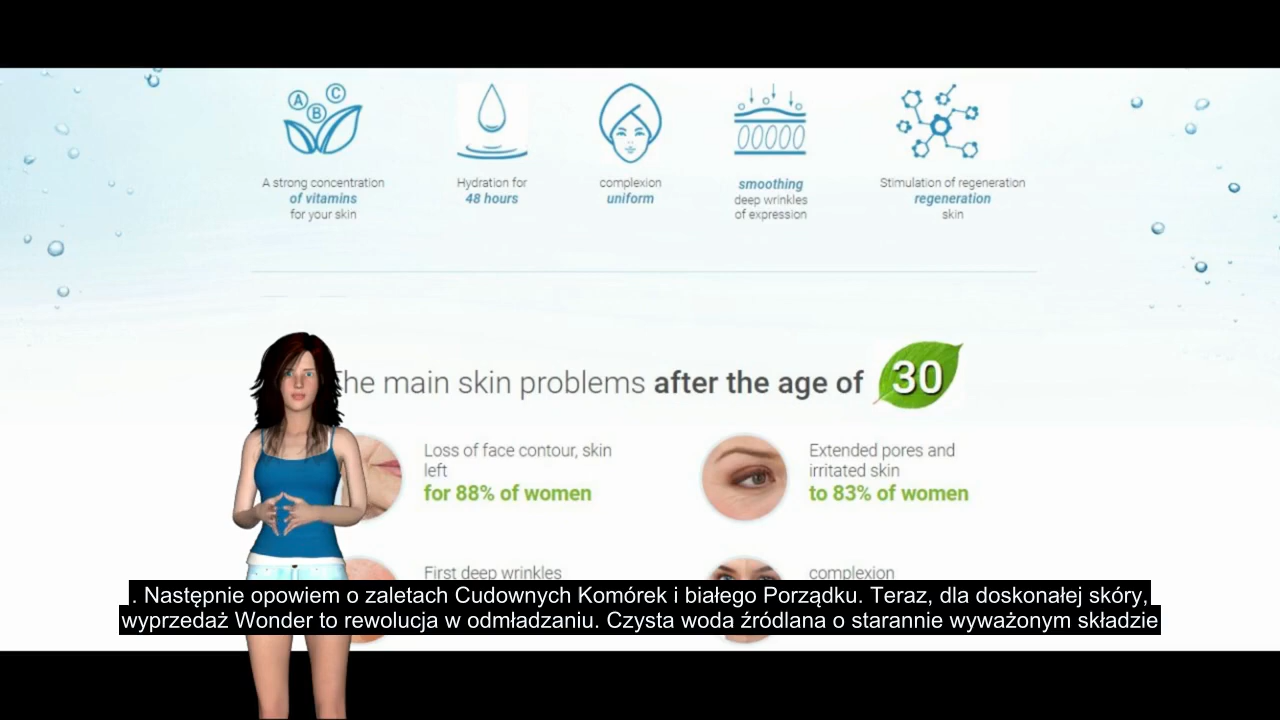 A B C
A strong concentration
of vitamins
for your skin
Hydration for
48 hours
complexion
uniform
smoothing
deep wrinkles
of expression
Stimulation of regeneration
regeneration
skin
The main skin problems after the age of 30
Loss of face contour, skin
left
for 88% of women
Extended pores and
irritated skin
to 83% of women
First deep wrinkles
complexion
. Następnie opowiem o zaletach Cudownych Komórek i białego Porządku. Teraz, dla doskonałej skóry,
wyprzedaż Wonder to rewolucja w odmładzaniu. Czysta woda źródlana o starannie wyważonym składzie